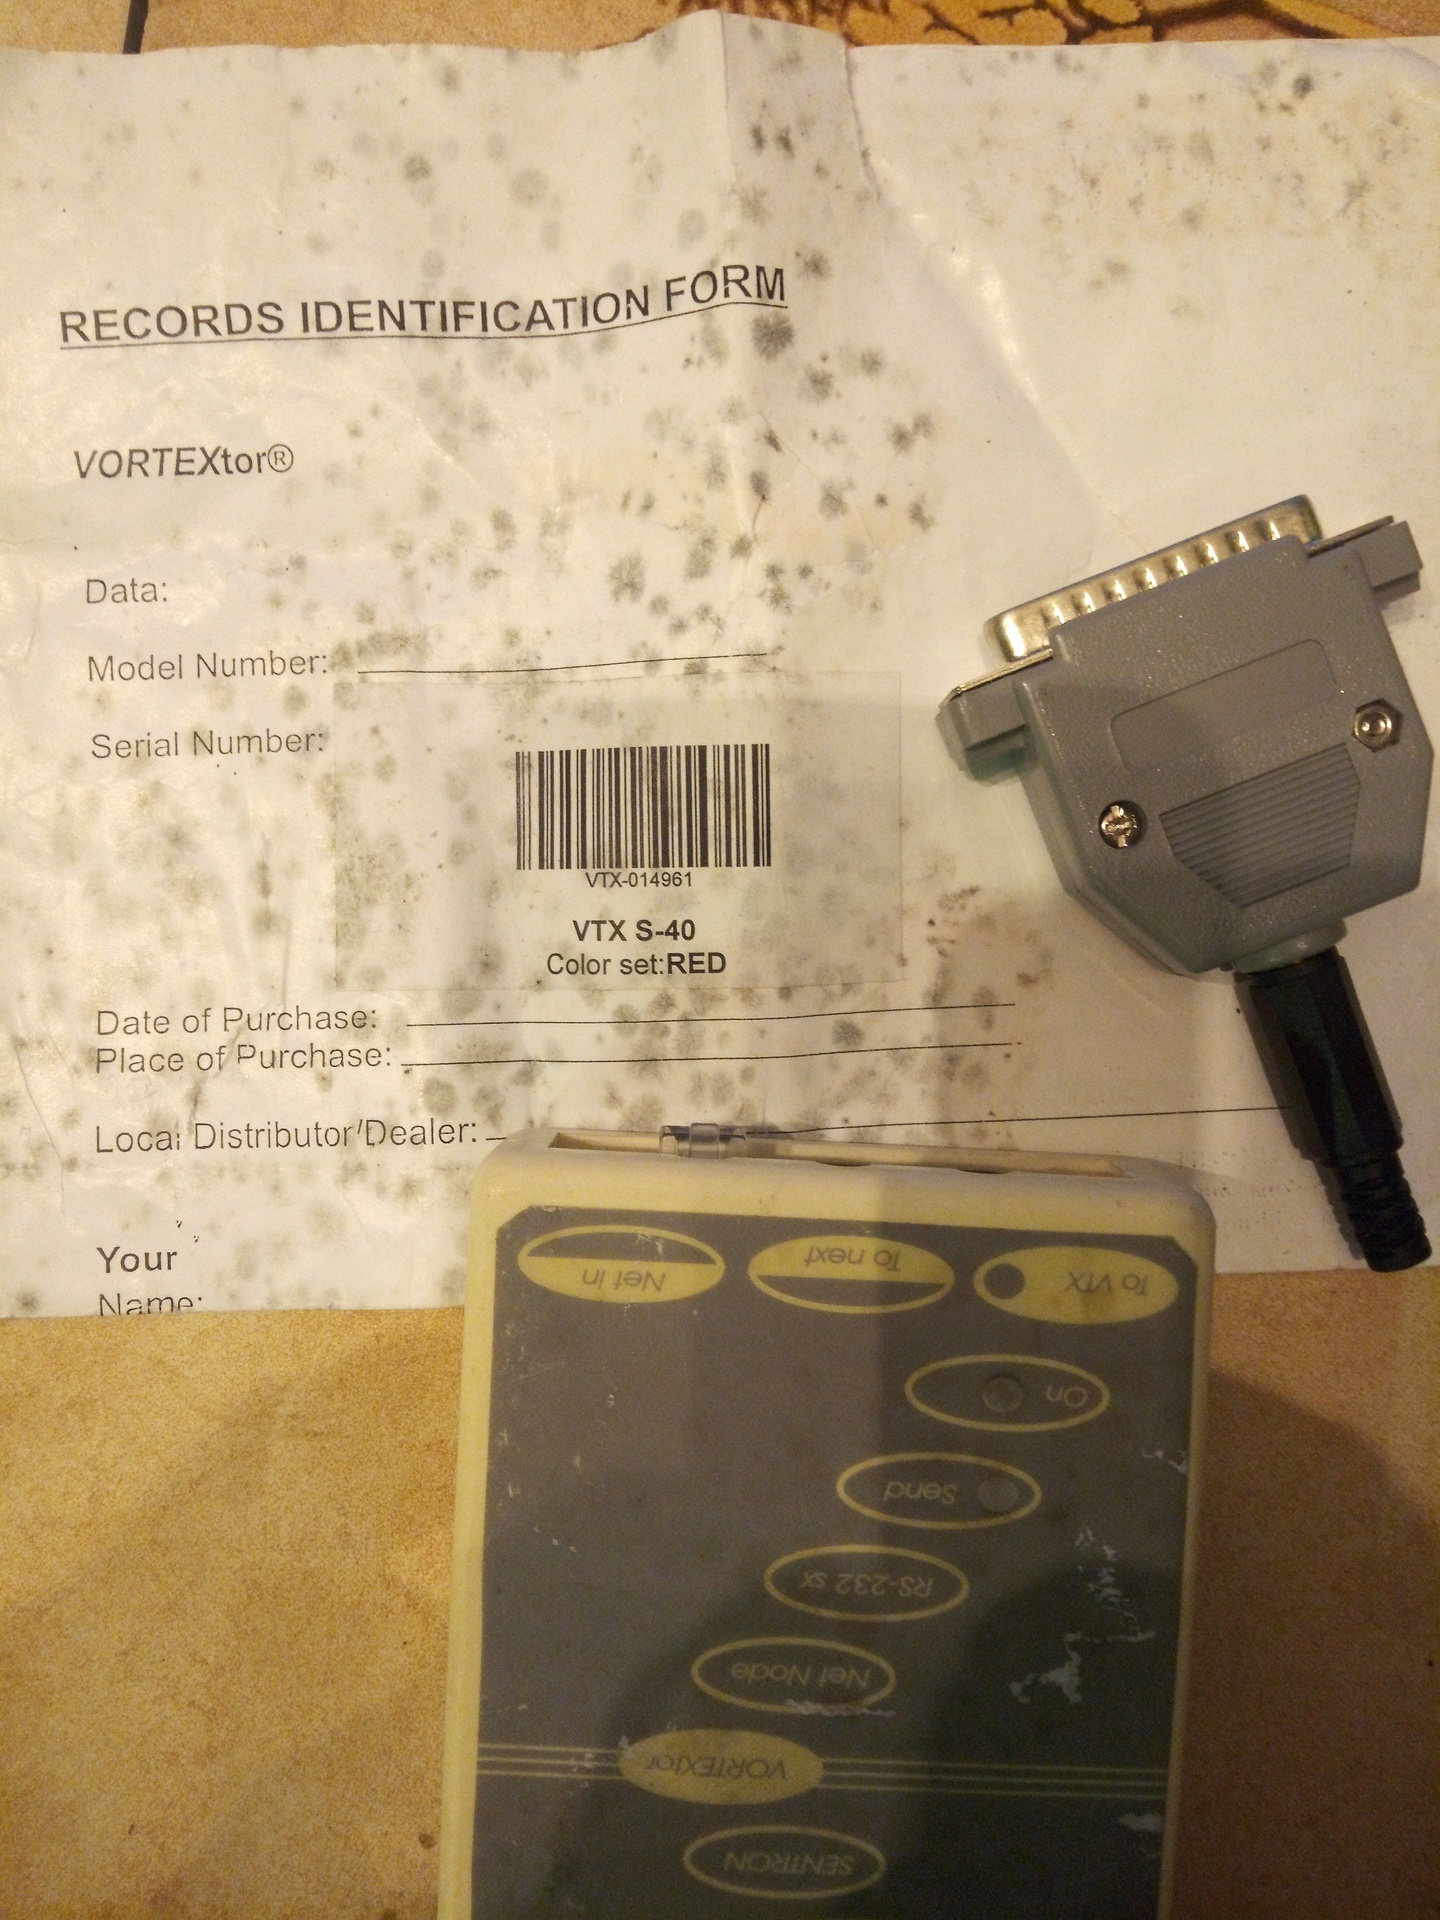 RECORDS IDENTIFICATION FORM
VORTEXtor®
Data:
Model Number:
Serial Number:
VTX-014961
VTX S-40
Color set:RED
Date of Purchase:
Place of Purchase:
Local Distributor/Dealer:
Your
Name:
SENTRON
VORTEXtor
Net Node
RS-232 sx
Send
On
To VTX
To next
Net in